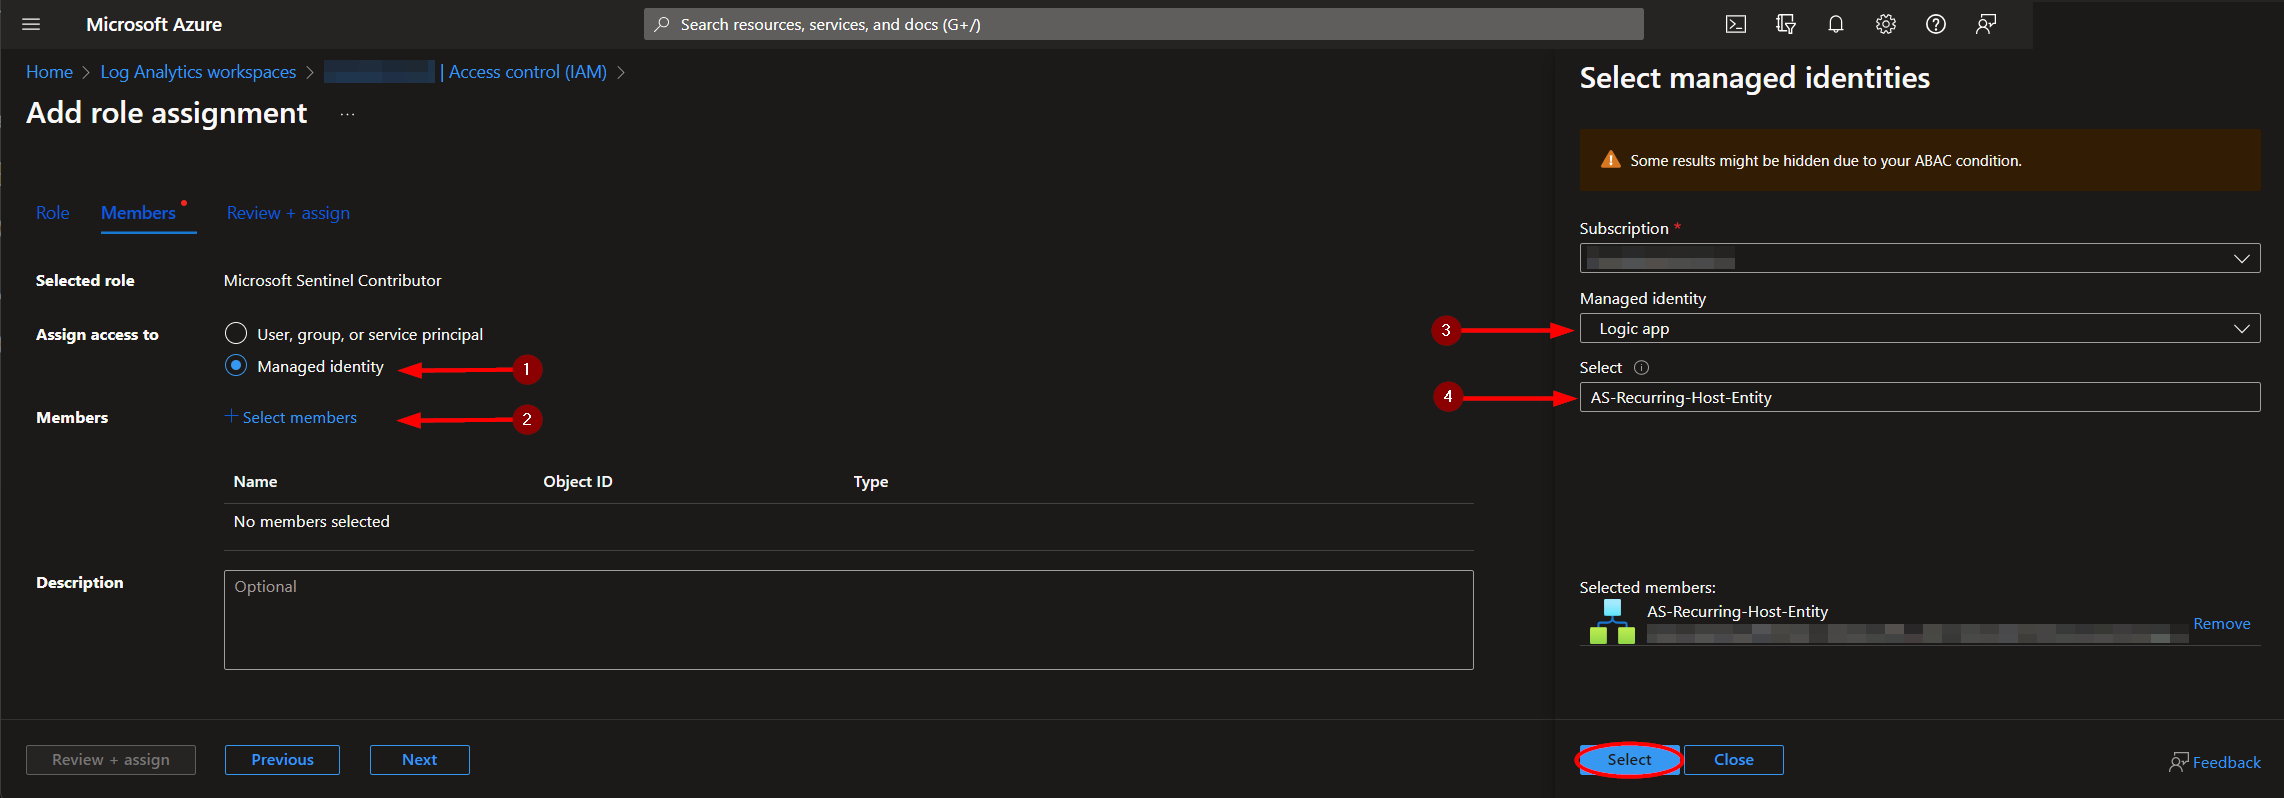 Microsoft Azure
Search resources, services, and docs (G+/)
Home > Log Analytics workspaces > | Access control (IAM) >
Add role assignment ...
Role Members Review + assign
Selected role Microsoft Sentinel Contributor
Assign access to User, group, or service principal
Managed identity 1
Members + Select members 2
Name Object ID Type
No members selected
Description Optional
Review + assign Previous Next
Select managed identities
Some results might be hidden due to your ABAC condition.
Subscription *
Managed identity
3 Logic app
Select
4 AS-Recurring-Host-Entity
Selected members:
AS-Recurring-Host-Entity
Remove
Select Close Feedback